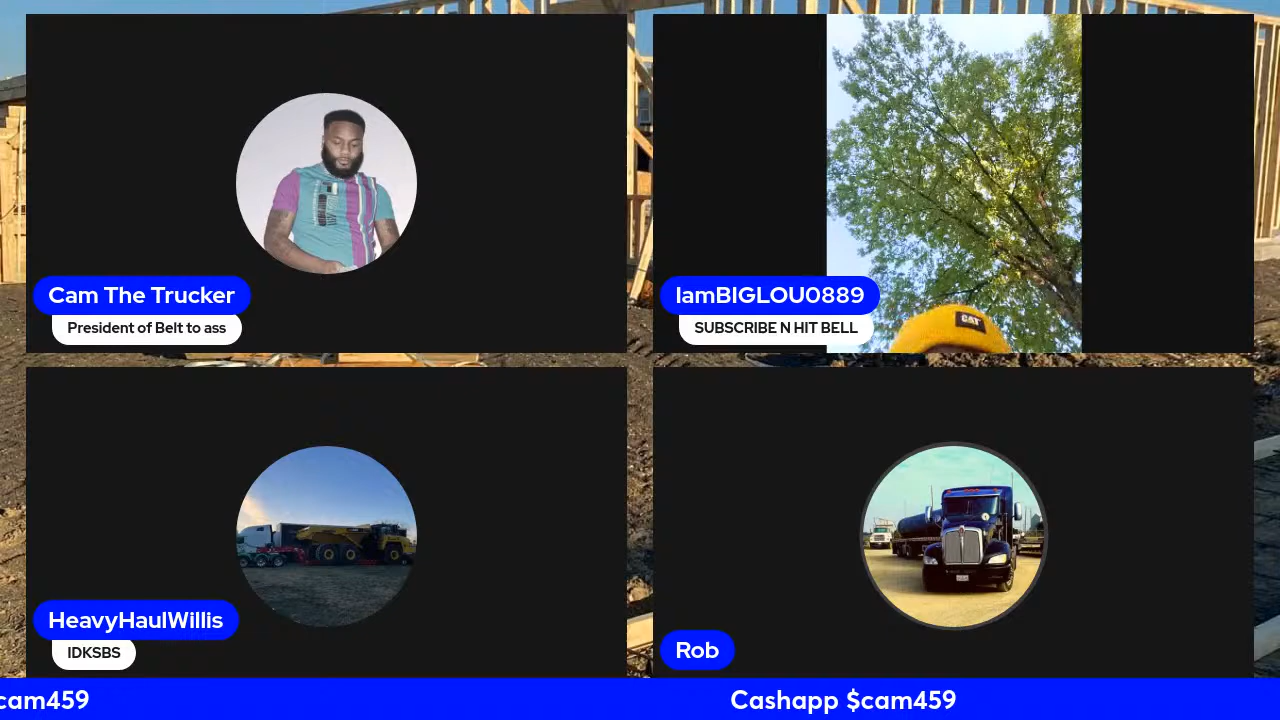 Cam The Trucker
President of Belt to ass
IamBIGLOU0889
SUBSCRIBE N HIT BELL
CAT
HeavyHaulWillis
IDKSBS
Rob
cam459
Cashapp $cam459